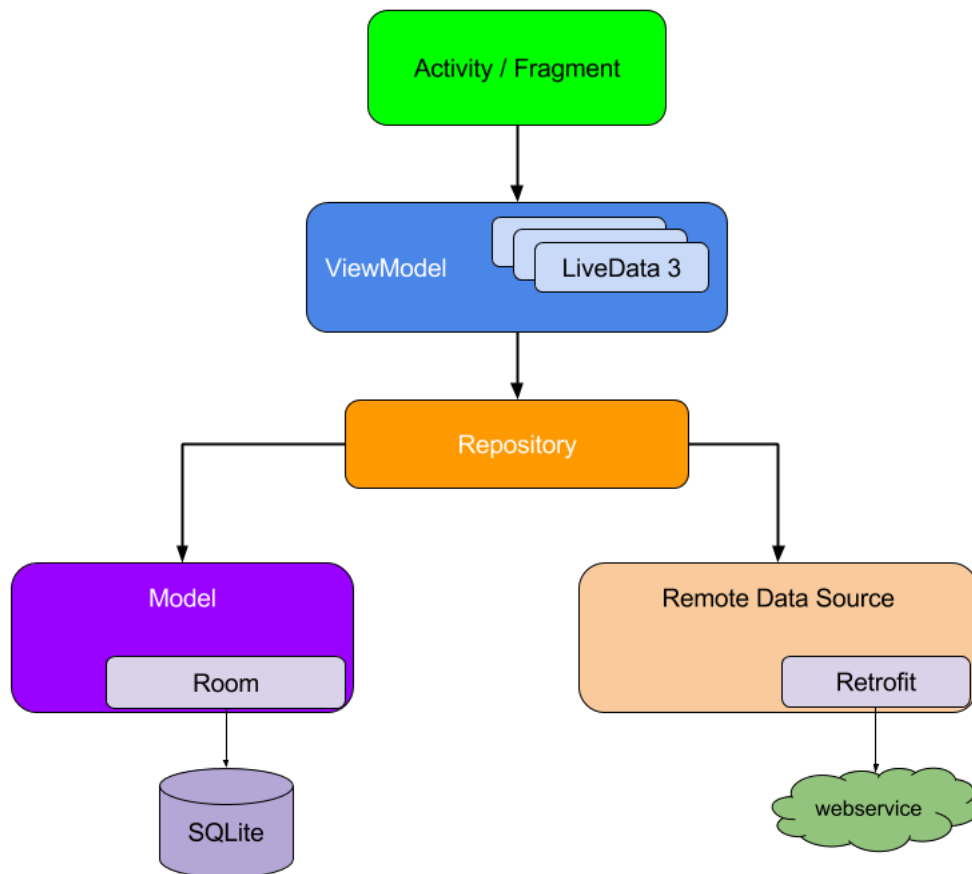 Activity / Fragment
ViewModel
LiveData 3
Repository
Model
Remote Data Source
Room
Retrofit
SQLite
webservice